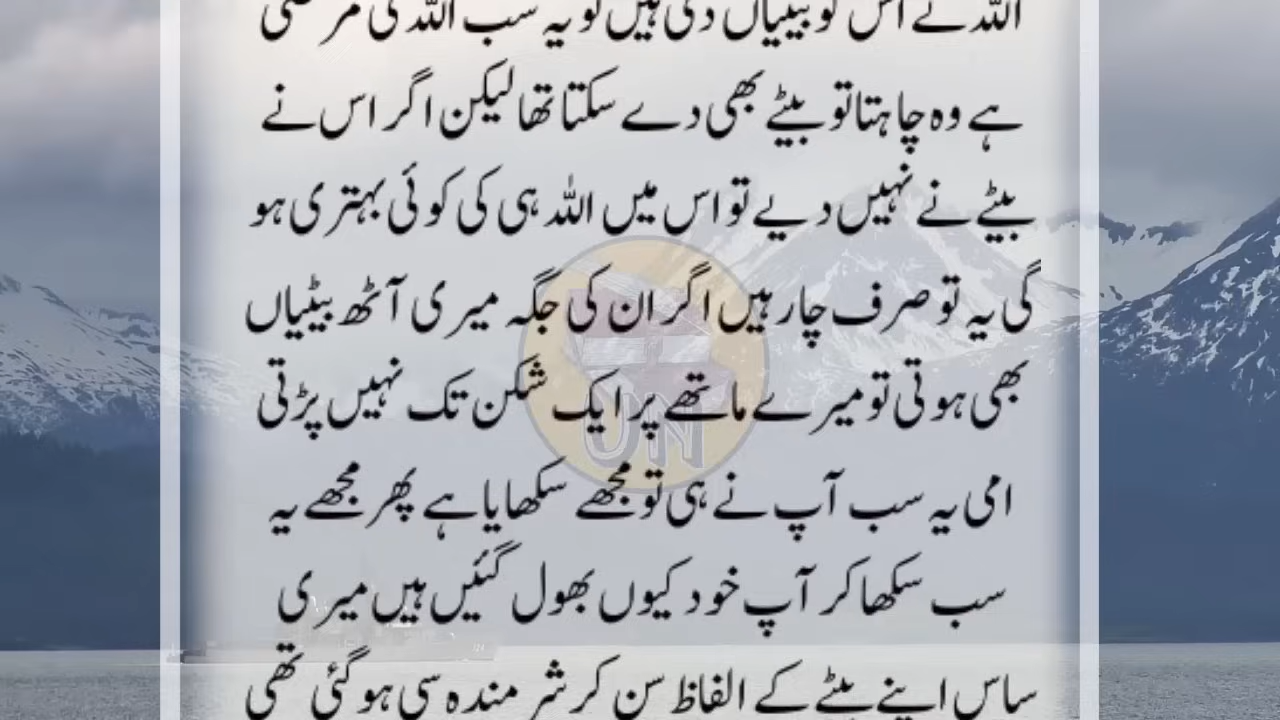 اللہ نے اس کو بیٹیاں دی ہیں تو یہ سب اللہ کی مرضی
ہے وہ چاہتا تو بیٹے بھی دے سکتا تھا لیکن اگر اس نے
بیٹے نے نہیں دیے تو اس میں اللہ ہی کی کوئی بہتری ہو
گی یہ تو صرف چار ہیں اگر ان کی جگہ میری آٹھ بیٹیاں
بھی ہوتی تو میرے ماتھے پر ایک شکن تک نہیں پڑتی
امی یہ سب آپ نے ہی تو مجھے سکھایا ہے پھر مجھے یہ
سب سکھا کر آپ خود کیوں بھول گئیں ہیں میری
ساس اپنے بیٹے کے الفاظ سن کر شرمندہ سی ہو گئی تھی
UN